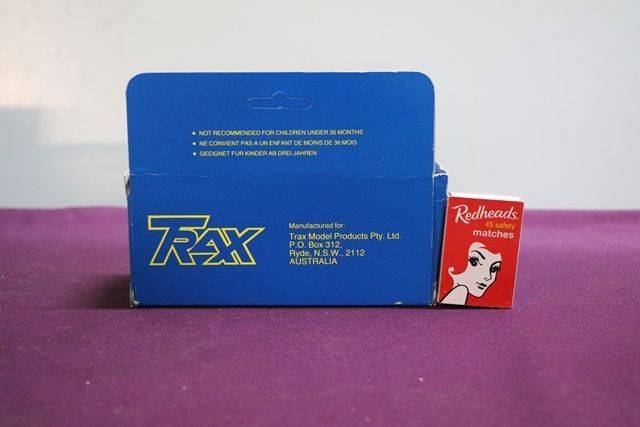 • NOT RECOMMENDED FOR CHILDREN UNDER 36 MONTHS
• NE CONVIENT PAS A UN ENFANT DE MOINS DE 36 MOIS
• GEEIGNET FUR KINDER AB DREI JAHREN
TRAX
Manufactured for:
Trax Model Products Pty. Ltd.
P.O. Box 312,
Ryde, N.S.W., 2112
AUSTRALIA
Redheads
45 safety
matches